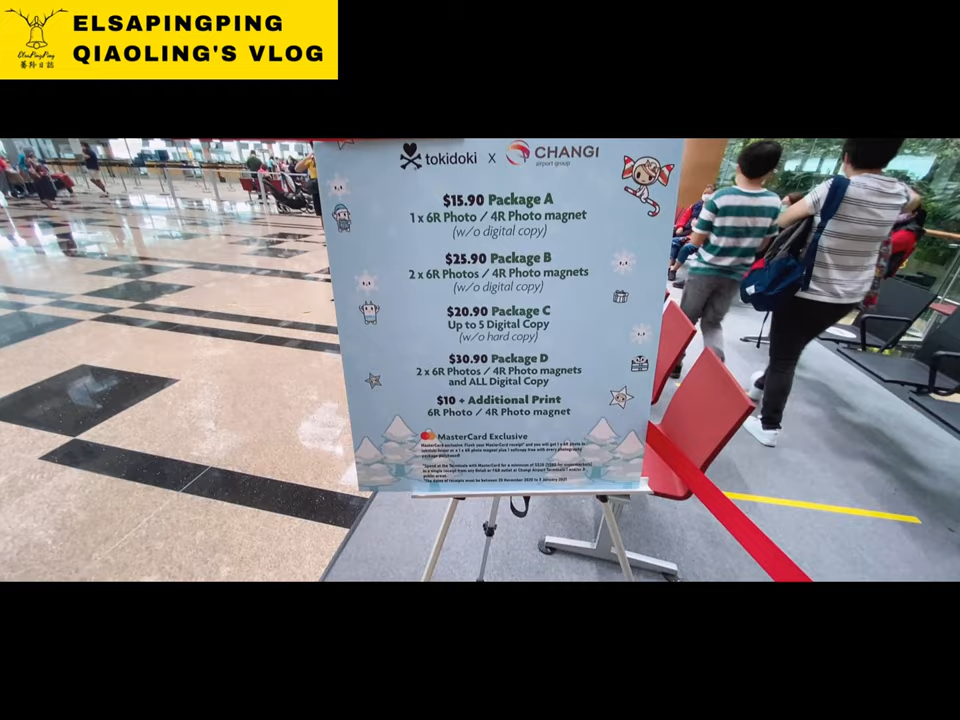 ELSAPINGPING
QIAOLING'S VLOG
ElsaPingPing
tokidoki x CHANGI
airport group
$15.90 Package A
1 x 6R Photo / 4R Photo magnet
(w/o digital copy)
$25.90 Package B
2 x 6R Photos / 4R Photo magnets
(w/o digital copy)
$20.90 Package C
Up to 5 Digital Copy
(w/o hard copy)
$30.90 Package D
2 x 6R Photos / 4R Photo magnets
and ALL Digital Copy
$10 + Additional Print
6R Photo / 4R Photo magnet
MasterCard Exclusive